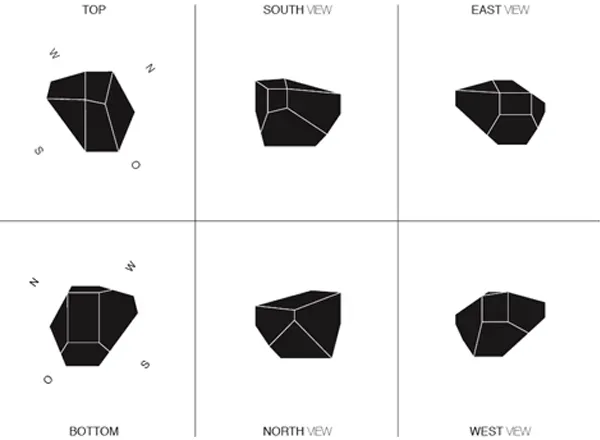 TOP
SOUTH VIEW
EAST VIEW
W
N
S
O
N
W
O
S
BOTTOM
NORTH VIEW
WEST VIEW